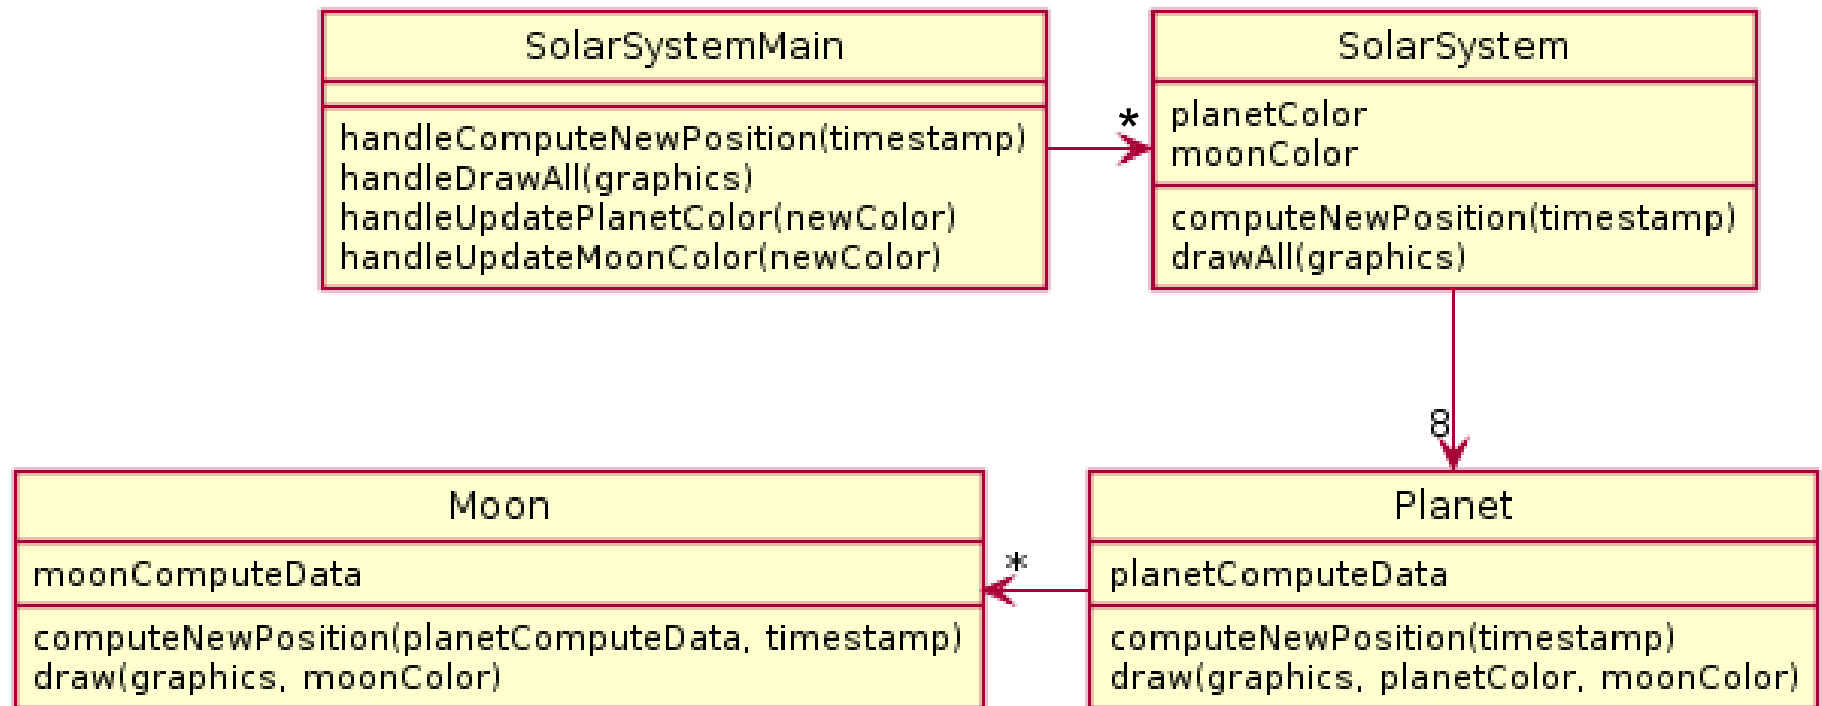 SolarSystemMain
handleComputeNewPosition(timestamp)
handleDrawAll(graphics)
handleUpdatePlanetColor(newColor)
handleUpdateMoonColor(newColor)
*
SolarSystem
planetColor
moonColor
computeNewPosition(timestamp)
drawAll(graphics)
8
Moon
moonComputeData
computeNewPosition(planetComputeData, timestamp)
draw(graphics, moonColor)
*
Planet
planetComputeData
computeNewPosition(timestamp)
draw(graphics, planetColor, moonColor)